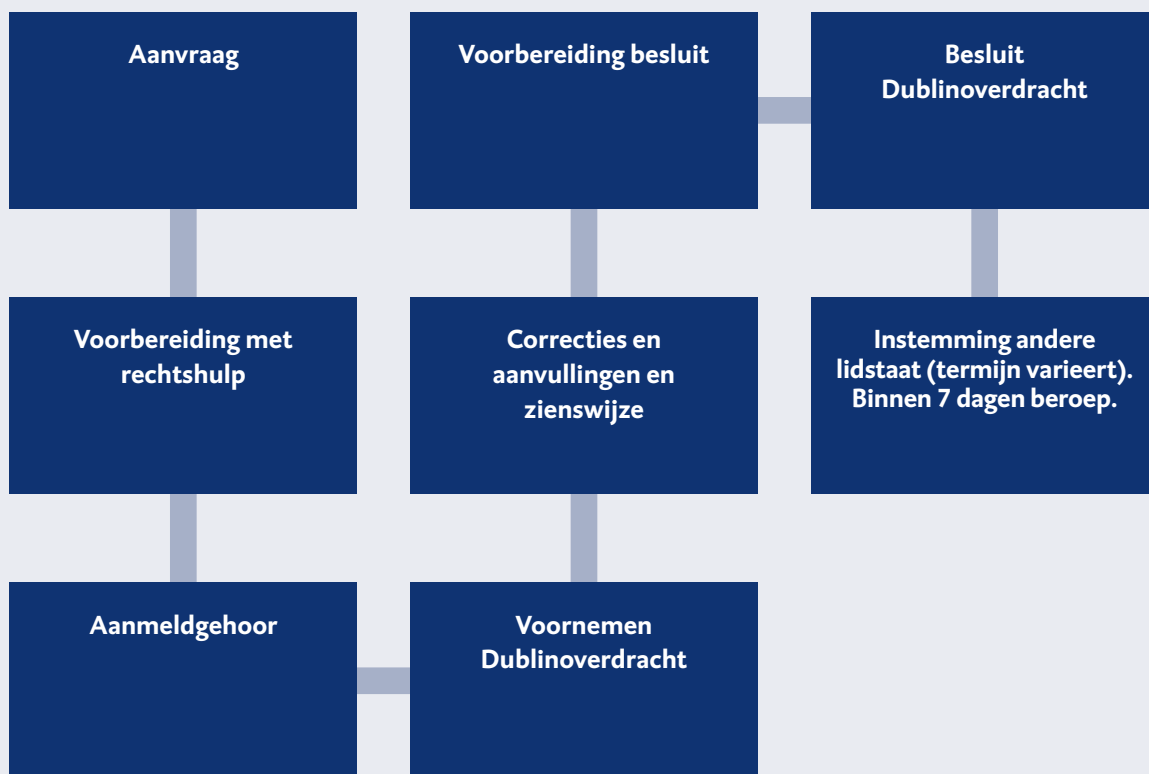 Aanvraag
Voorbereiding met
rechtshulp
Aanmeldgehoor
Voornemen
Dublinoverdracht
Correcties en
aanvullingen en
zienswijze
Voorbereiding besluit
Besluit
Dublinoverdracht
Instemming andere
lidstaat (termijn varieert).
Binnen 7 dagen beroep.